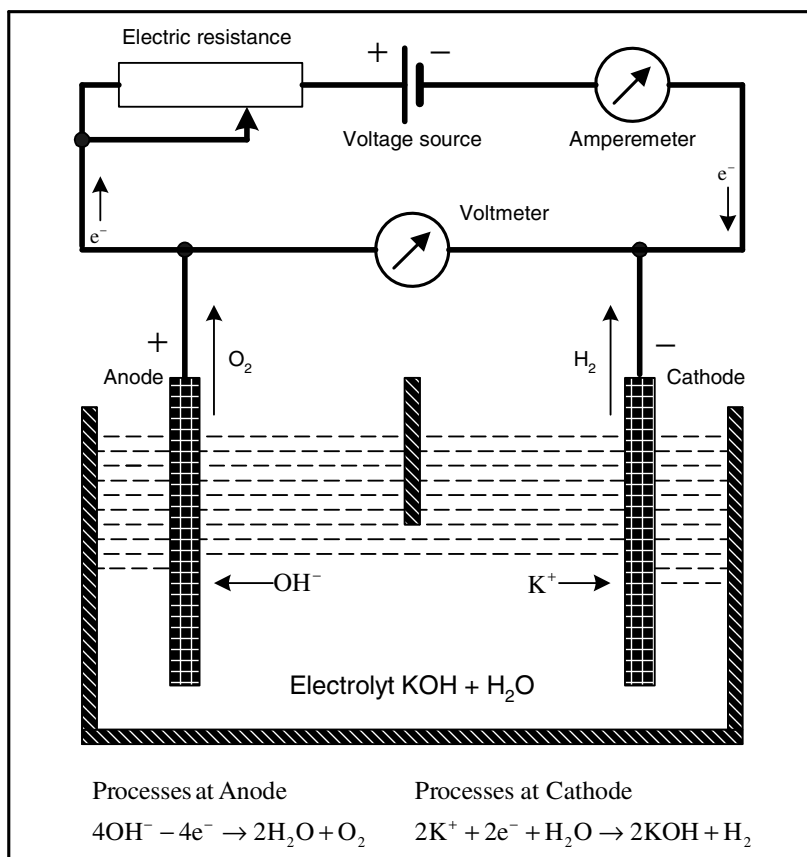 Electric resistance
+ −
Voltage source
Amperemeter
e⁻
e⁻
Voltmeter
+
O₂
H₂
−
Anode
Cathode
OH⁻
K⁺
Electrolyt KOH + H₂O
Processes at Anode
4OH⁻ − 4e⁻ → 2H₂O + O₂
Processes at Cathode
2K⁺ + 2e⁻ + H₂O → 2KOH + H₂